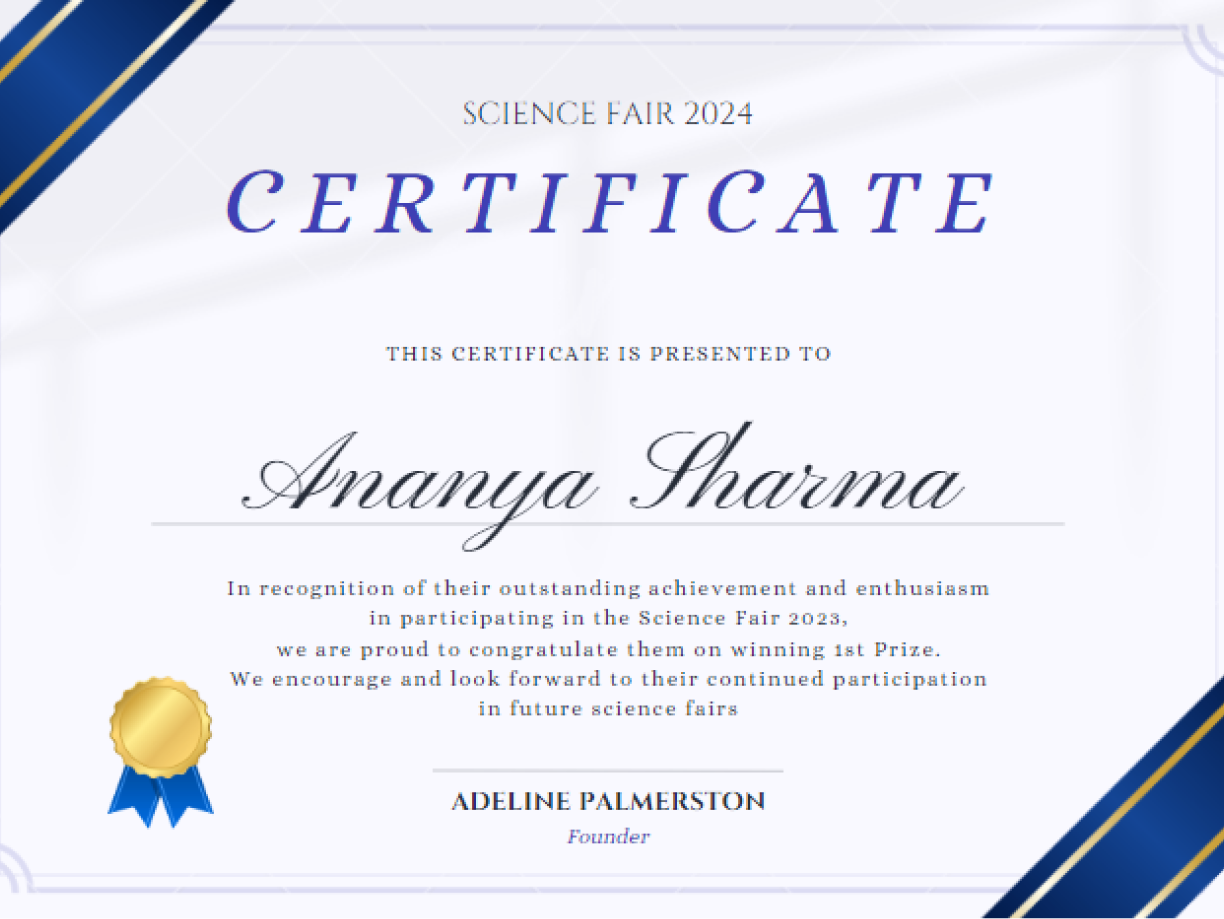 SCIENCE FAIR 2024
CERTIFICATE
THIS CERTIFICATE IS PRESENTED TO
Ananya Sharma
In recognition of their outstanding achievement and enthusiasm
in participating in the Science Fair 2023,
we are proud to congratulate them on winning 1st Prize.
We encourage and look forward to their continued participation
in future science fairs
ADELINE PALMERSTON
Founder